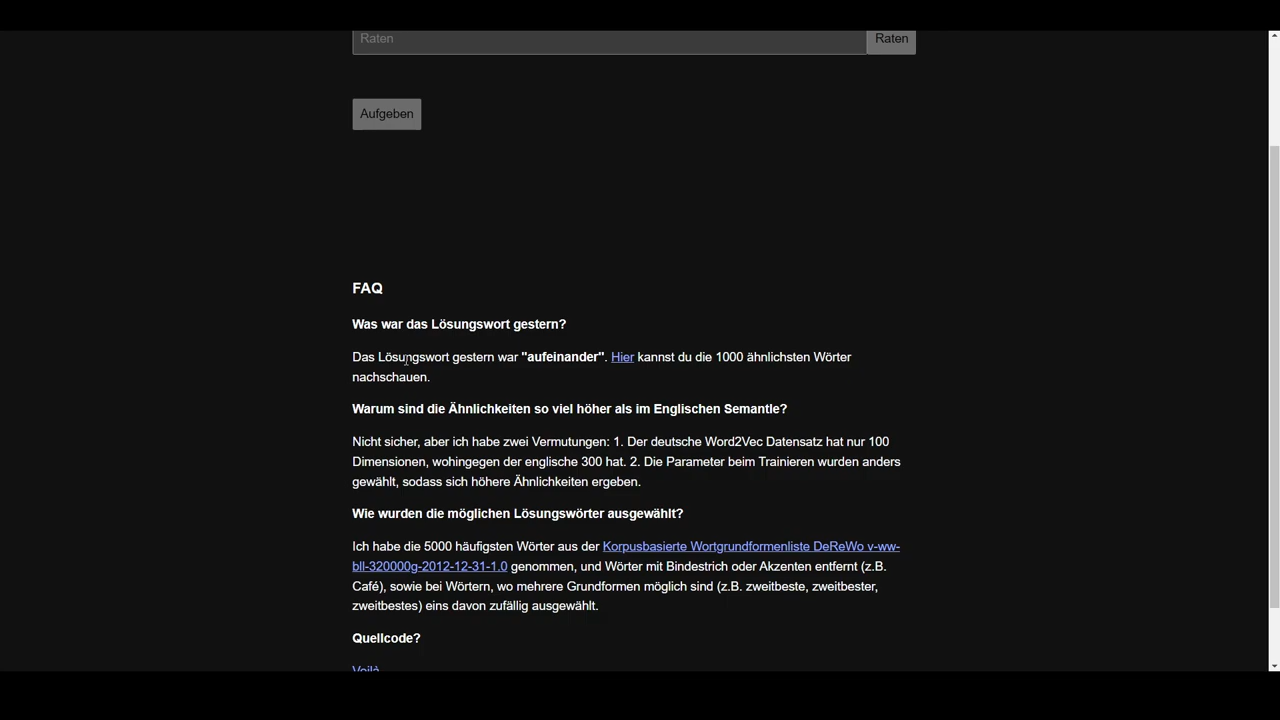 Raten Raten
Aufgeben
FAQ
Was war das Lösungswort gestern?
Das Lösungswort gestern war "aufeinander". Hier kannst du die 1000 ähnlichsten Wörter
nachschauen.
Warum sind die Ähnlichkeiten so viel höher als im Englischen Semantle?
Nicht sicher, aber ich habe zwei Vermutungen: 1. Der deutsche Word2Vec Datensatz hat nur 100
Dimensionen, wohingegen der englische 300 hat. 2. Die Parameter beim Trainieren wurden anders
gewählt, sodass sich höhere Ähnlichkeiten ergeben.
Wie wurden die möglichen Lösungswörter ausgewählt?
Ich habe die 5000 häufigsten Wörter aus der Korpusbasierte Wortgrundformenliste DeReWo v-ww-
bll-320000g-2012-12-31-1.0 genommen, und Wörter mit Bindestrich oder Akzenten entfernt (z.B.
Café), sowie bei Wörtern, wo mehrere Grundformen möglich sind (z.B. zweitbeste, zweitbester,
zweitbestes) eins davon zufällig ausgewählt.
Quellcode?
Voilà